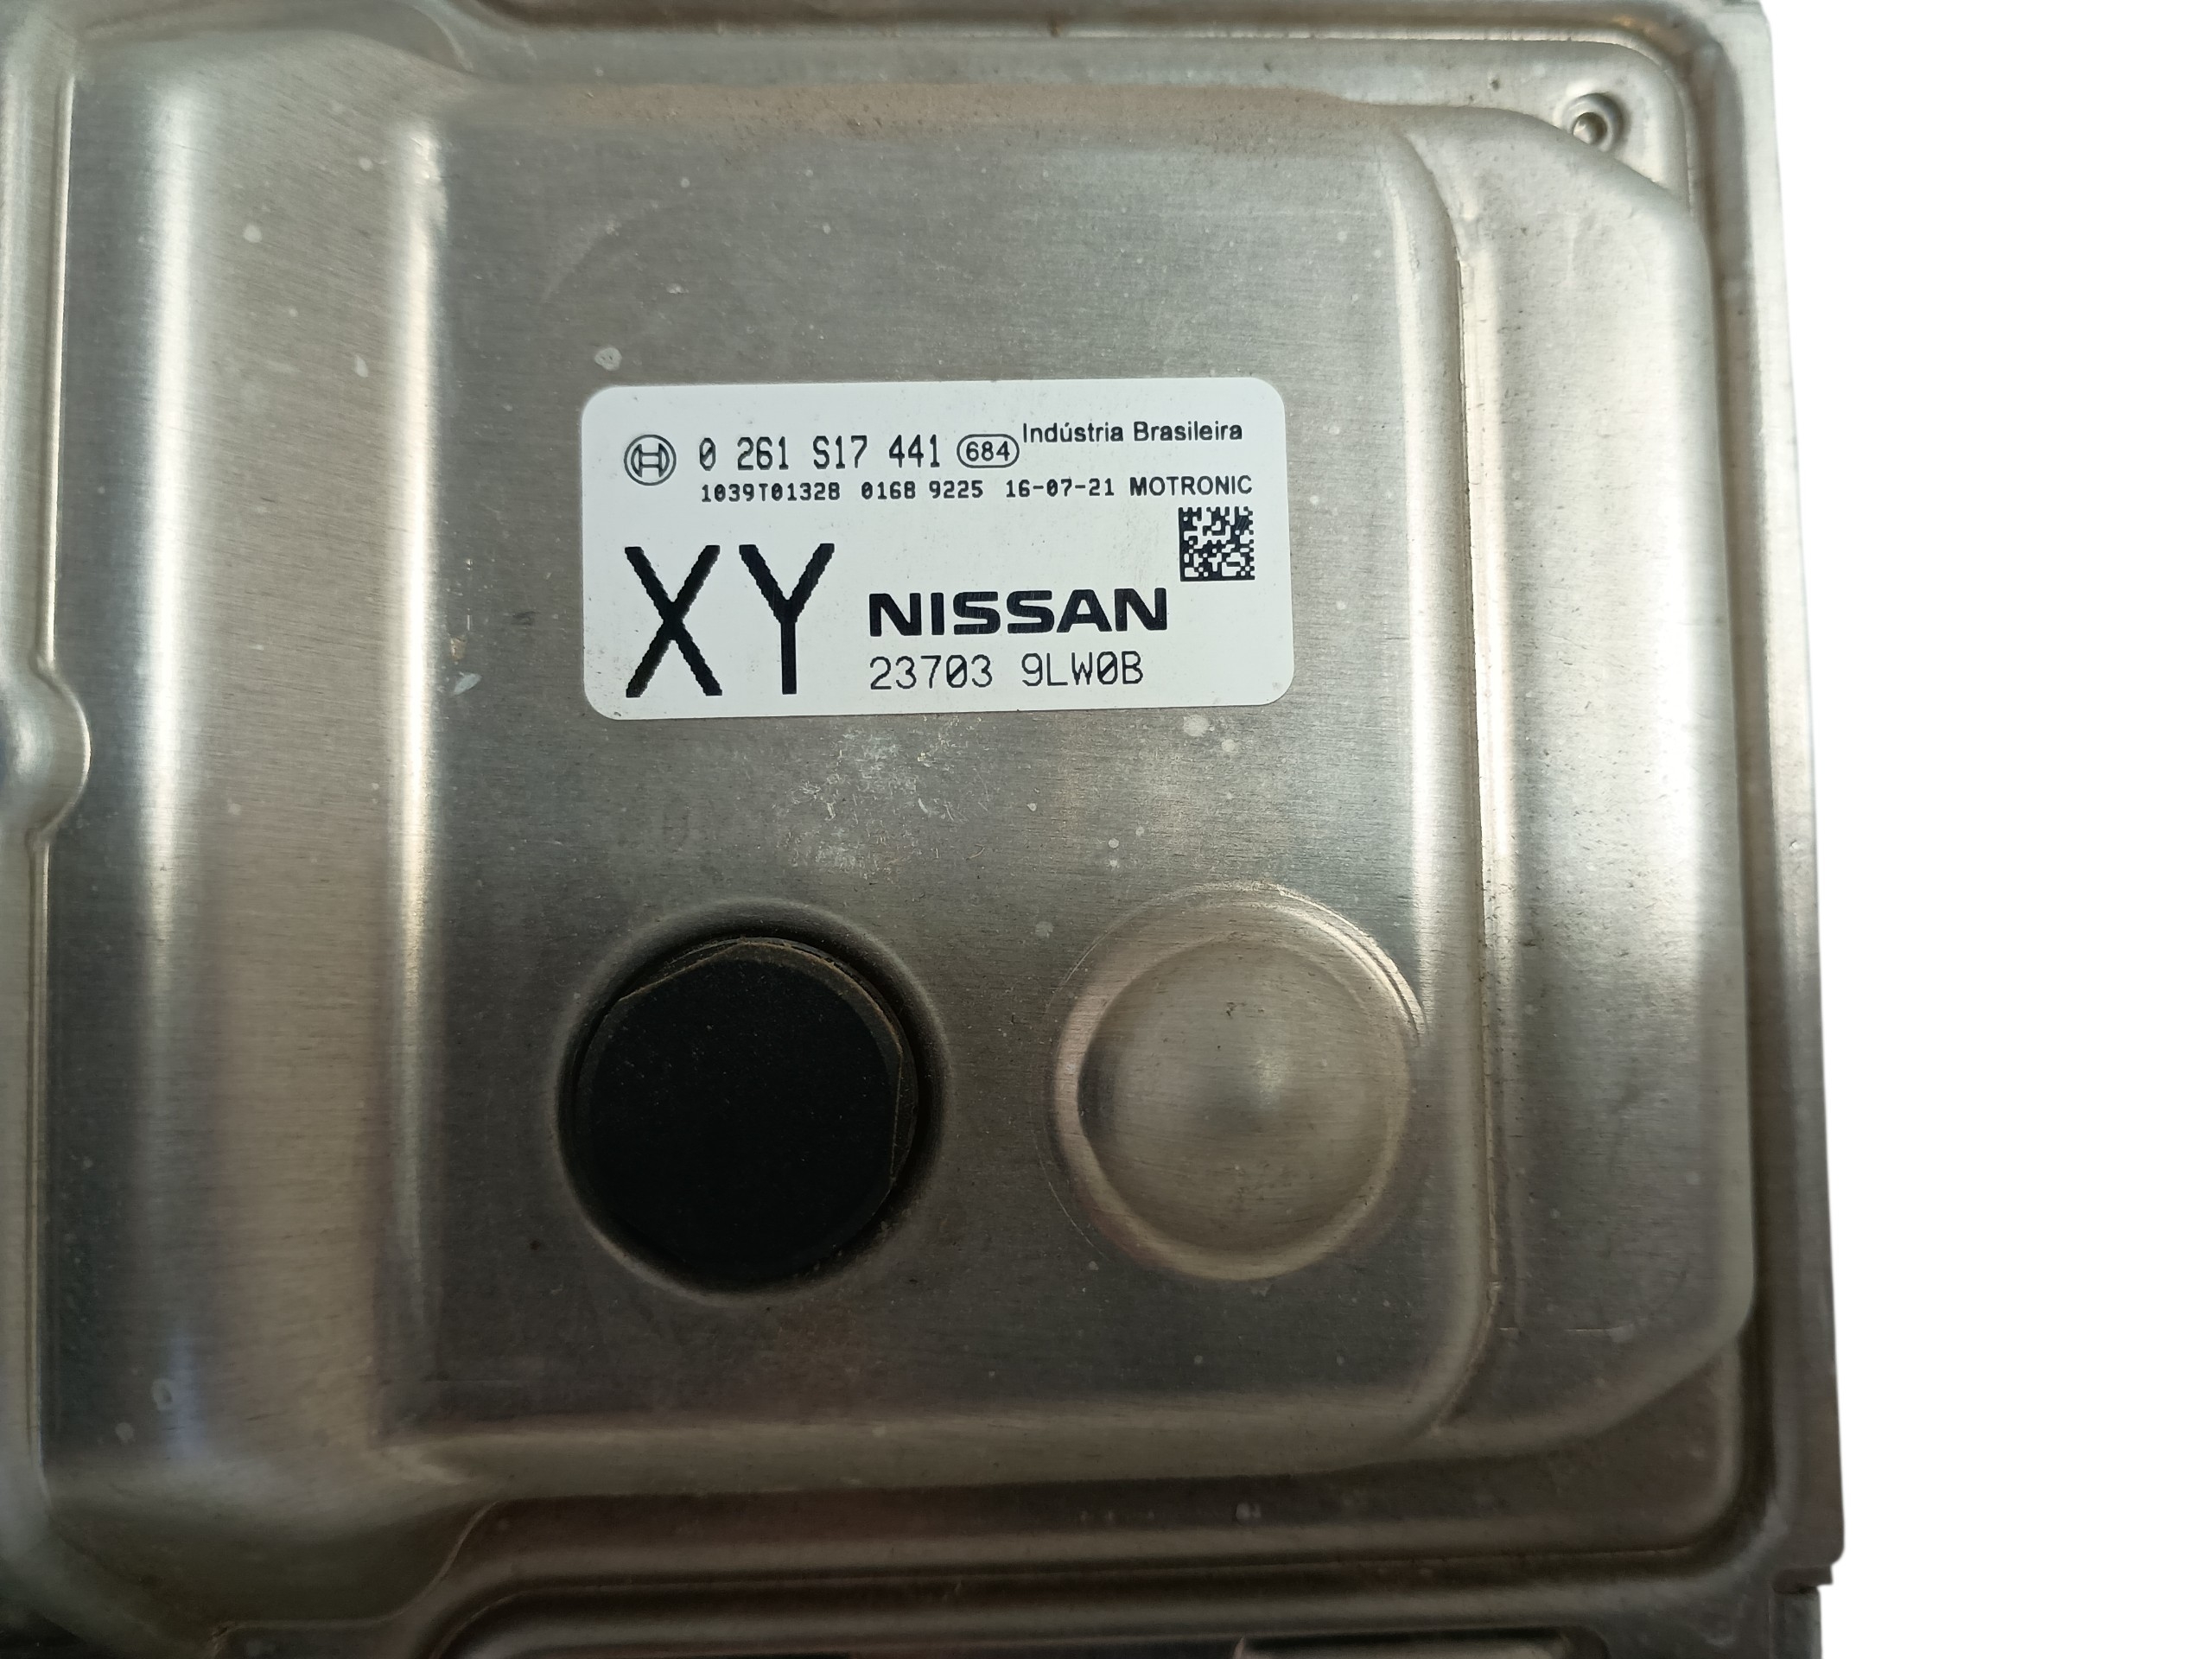 0 261 S17 441 684 Indústria Brasileira
1039T01328 0168 9225 16-07-21 MOTRONIC
XY NISSAN
23703 9LW0B